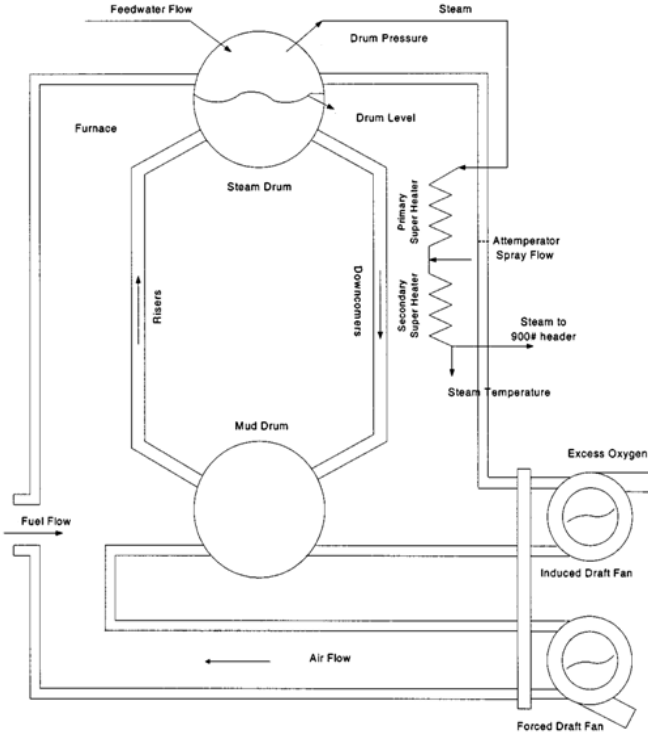 Feedwater Flow
Steam
Drum Pressure
Drum Level
Furnace
Steam Drum
Primary
Super Heater
Attemperator
Spray Flow
Risers
Downcomers
Secondary
Super Heater
Steam to
900# header
Steam Temperature
Mud Drum
Excess Oxygen
Fuel Flow
Induced Draft Fan
Air Flow
Forced Draft Fan